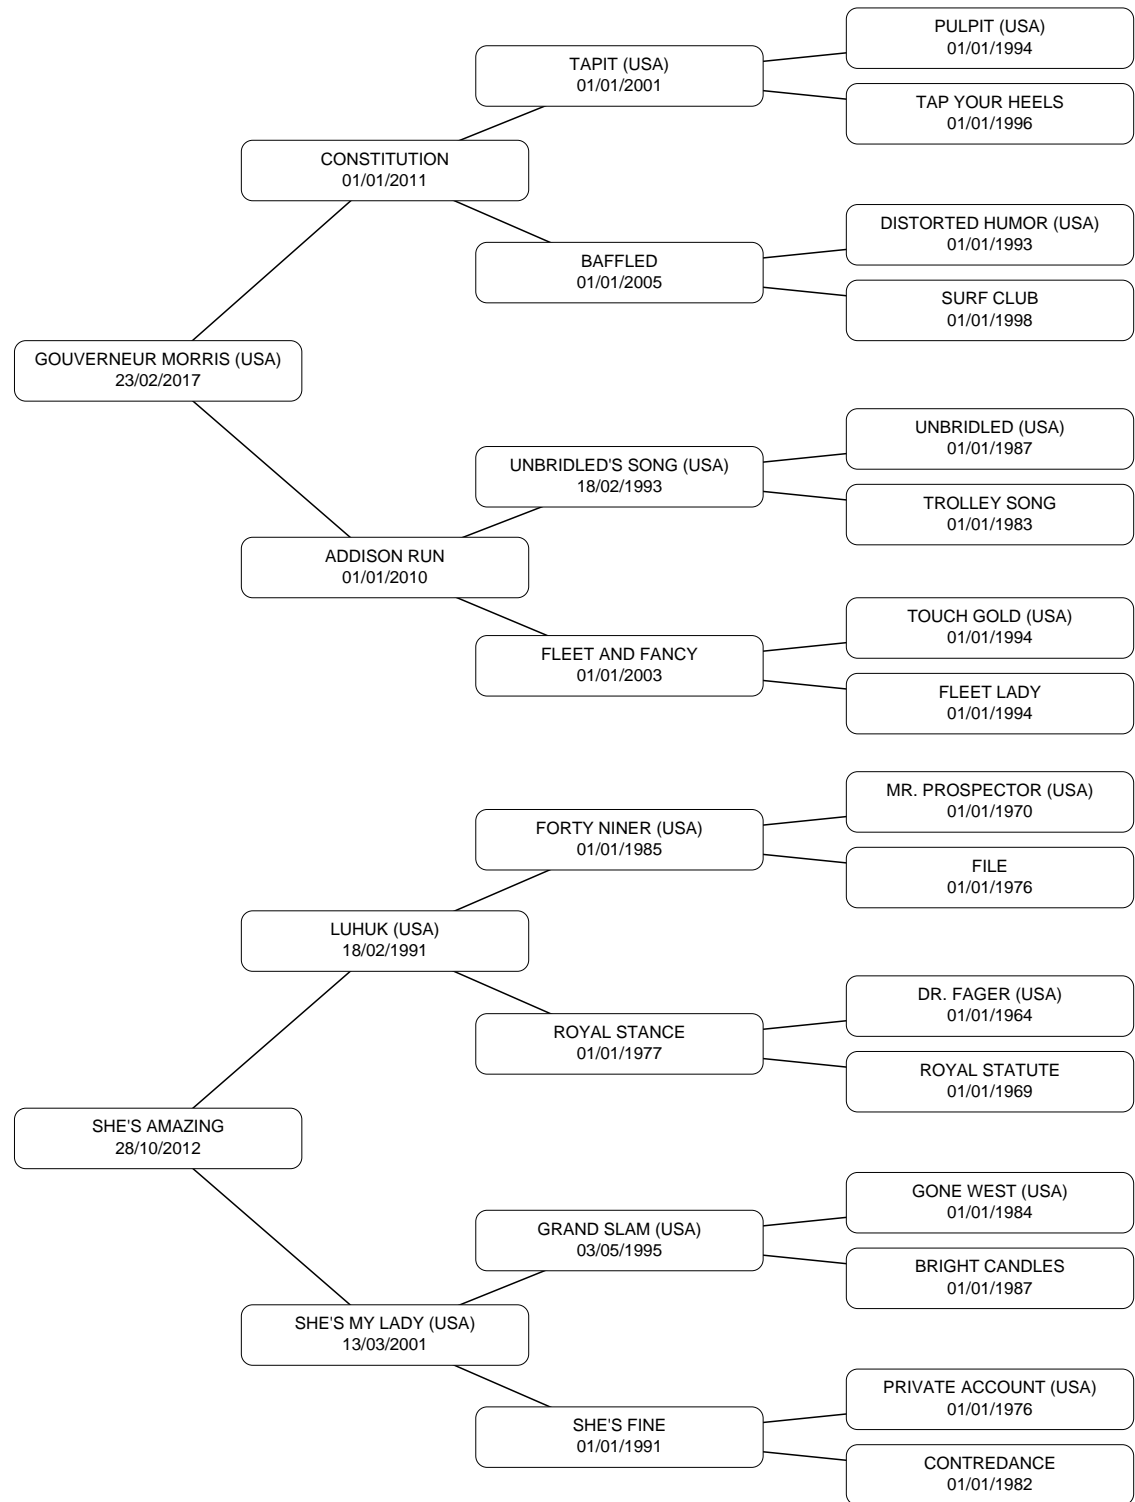 PULPIT (USA)
01/01/1994
TAPIT (USA)
01/01/2001
TAP YOUR HEELS
01/01/1996
CONSTITUTION
01/01/2011
DISTORTED HUMOR (USA)
01/01/1993
BAFFLED
01/01/2005
SURF CLUB
01/01/1998
GOUVERNEUR MORRIS (USA)
23/02/2017
UNBRIDLED (USA)
01/01/1987
UNBRIDLED'S SONG (USA)
18/02/1993
TROLLEY SONG
01/01/1983
ADDISON RUN
01/01/2010
TOUCH GOLD (USA)
01/01/1994
FLEET AND FANCY
01/01/2003
FLEET LADY
01/01/1994
MR. PROSPECTOR (USA)
01/01/1970
FORTY NINER (USA)
01/01/1985
FILE
01/01/1976
LUHUK (USA)
18/02/1991
DR. FAGER (USA)
01/01/1964
ROYAL STANCE
01/01/1977
ROYAL STATUTE
01/01/1969
SHE'S AMAZING
28/10/2012
GONE WEST (USA)
01/01/1984
GRAND SLAM (USA)
03/05/1995
BRIGHT CANDLES
01/01/1987
SHE'S MY LADY (USA)
13/03/2001
PRIVATE ACCOUNT (USA)
01/01/1976
SHE'S FINE
01/01/1991
CONTREDANCE
01/01/1982